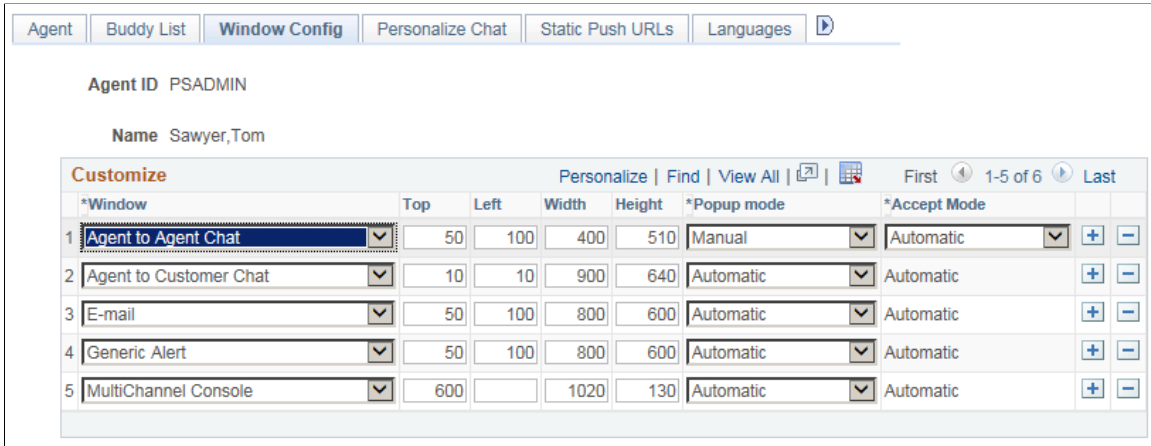 Agent Buddy List Window Config Personalize Chat Static Push URLs Languages
Agent ID PSADMIN
Name Sawyer,Tom
Customize Personalize | Find | View All | | First 1-5 of 6 Last
*Window Top Left Width Height *Popup mode *Accept Mode
1 Agent to Agent Chat 50 100 400 510 Manual Automatic + -
2 Agent to Customer Chat 10 10 900 640 Automatic Automatic + -
3 E-mail 50 100 800 600 Automatic Automatic + -
4 Generic Alert 50 100 800 600 Automatic Automatic + -
5 MultiChannel Console 600 1020 130 Automatic Automatic + -